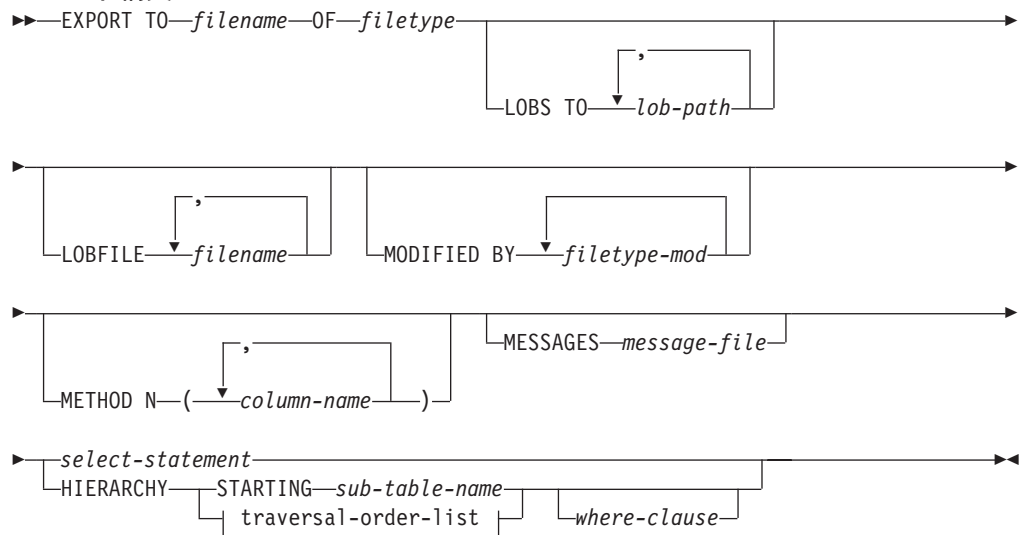 EXPORT TO filename OF filetype
,
LOBS TO lob-path
, 
LOBFILE filename MODIFIED BY filetype-mod
,
MESSAGES message-file
METHOD N ( column-name )
select-statement
HIERARCHY STARTING sub-table-name
traversal-order-list where-clause